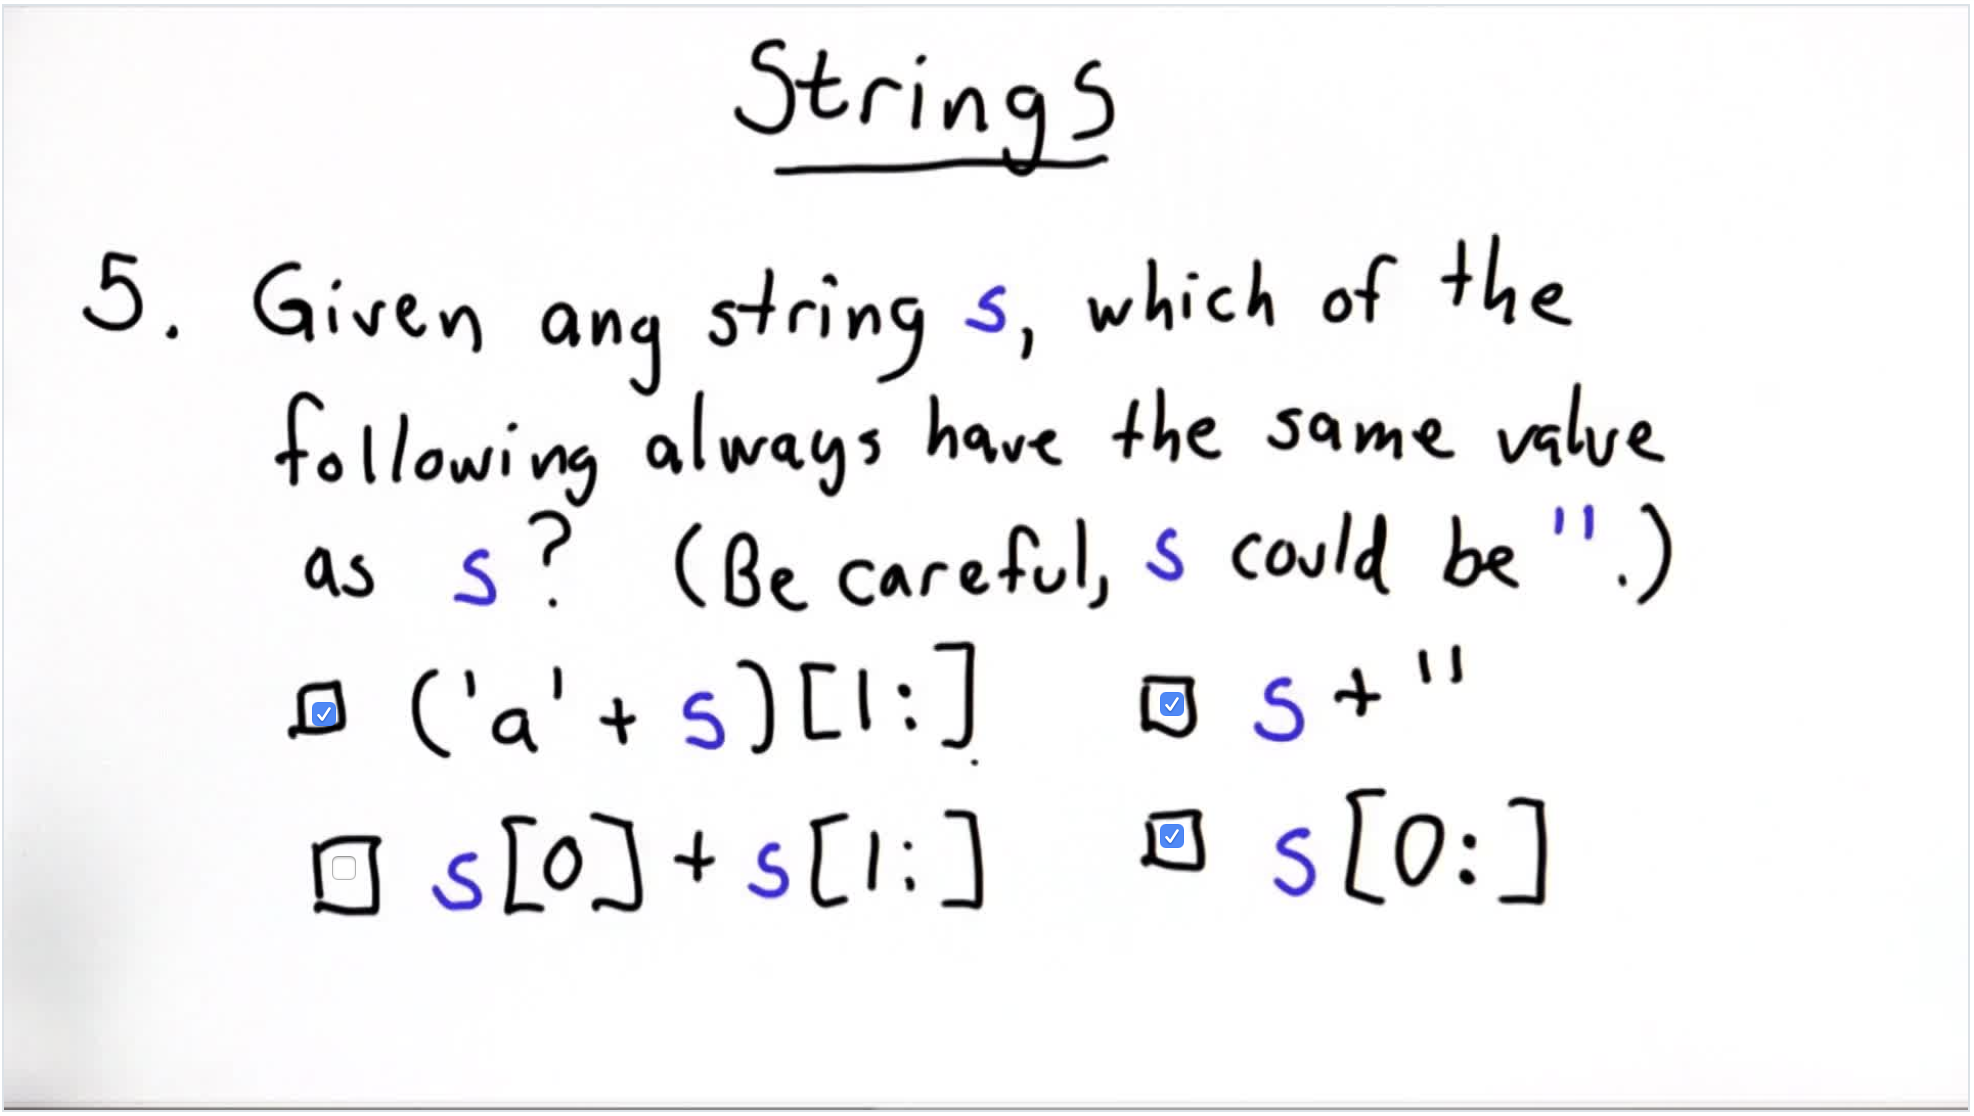 Strings
5. Given any string s, which of the
following always have the same value
as s? (Be careful, s could be ''.)
('a' + s)[1:]
s + ''
s[0] + s[1:]
s[0:]